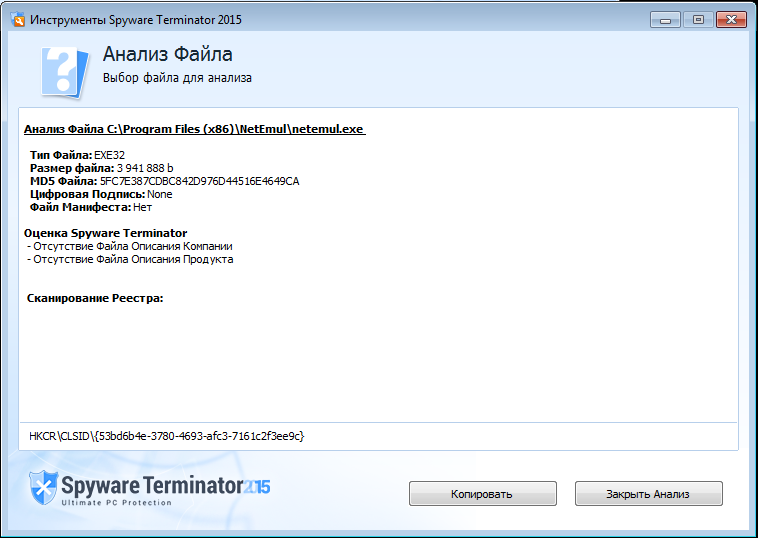 Инструменты Spyware Terminator 2015
Анализ Файла
Выбор файла для анализа
Анализ Файла C:\Program Files (x86)\NetEmul\netemul.exe
Тип Файла: EXE32
Размер файла: 3 941 888 b
MD5 Файла: 5FC7E387CDBC842D976D44516E4649CA
Цифровая Подпись: None
Файл Манифеста: Нет
Оценка Spyware Terminator
- Отсутствие Файла Описания Компании
- Отсутствие Файла Описания Продукта
Сканирование Реестра:
HKCR\CLSID\{53bd6b4e-3780-4693-afc3-7161c2f3ee9c}
Spyware Terminator 2015
Ultimate PC Protection
Копировать
Закрыть Анализ